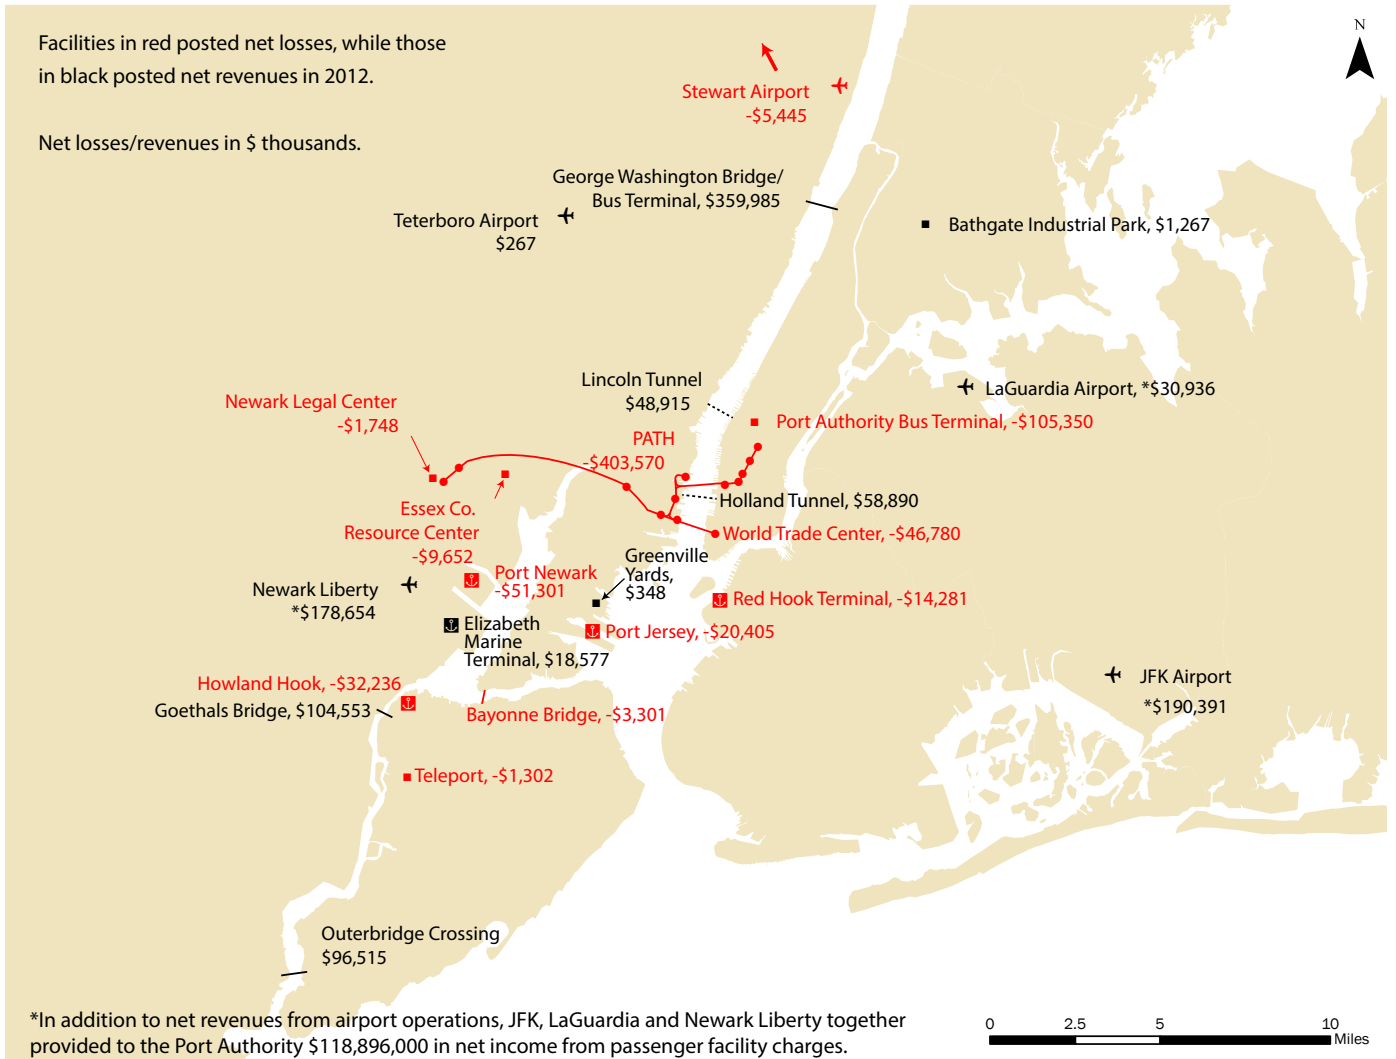 Facilities in red posted net losses, while those
in black posted net revenues in 2012.
Net losses/revenues in $ thousands.
N
Stewart Airport
-$5,445
George Washington Bridge/
Bus Terminal, $359,985
Teterboro Airport
$267
Bathgate Industrial Park, $1,267
Lincoln Tunnel
$48,915
LaGuardia Airport, *$30,936
Newark Legal Center
-$1,748
Port Authority Bus Terminal, -$105,350
PATH
-$403,570
Holland Tunnel, $58,890
Essex Co.
Resource Center
-$9,652
World Trade Center, -$46,780
Greenville
Yards,
$348
Port Newark
-$51,301
Newark Liberty
*$178,654
Red Hook Terminal, -$14,281
Elizabeth
Marine
Terminal, $18,577
Port Jersey, -$20,405
JFK Airport
*$190,391
Howland Hook, -$32,236
Goethals Bridge, $104,553
Bayonne Bridge, -$3,301
Teleport, -$1,302
Outerbridge Crossing
$96,515
*In addition to net revenues from airport operations, JFK, LaGuardia and Newark Liberty together
provided to the Port Authority $118,896,000 in net income from passenger facility charges.
0 2.5 5 10
Miles